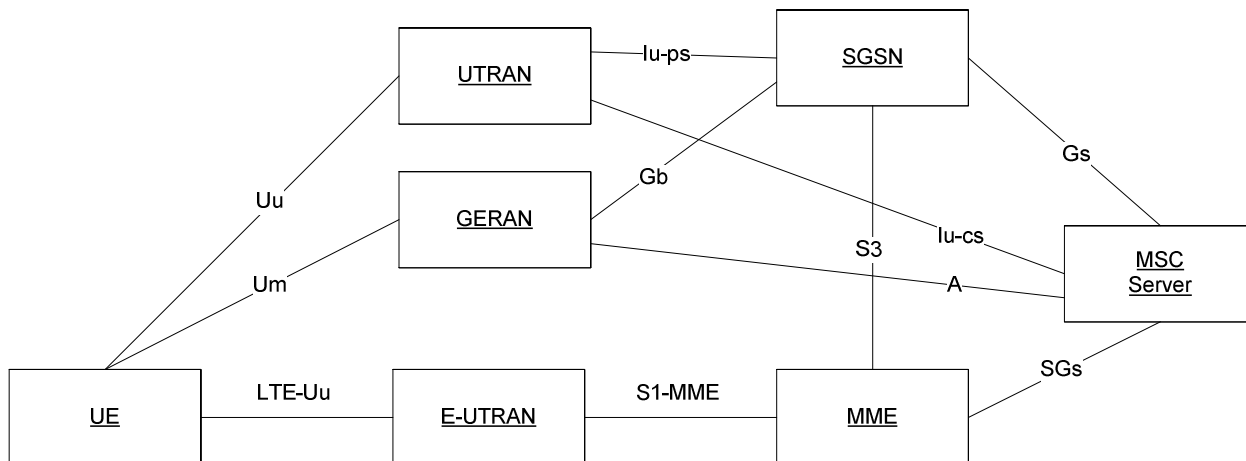 UTRAN
Iu-ps
SGSN
Uu
GERAN
Gb
Gs
Um
S3
Iu-cs
A
MSC
Server
UE
LTE-Uu
E-UTRAN
S1-MME
MME
SGs